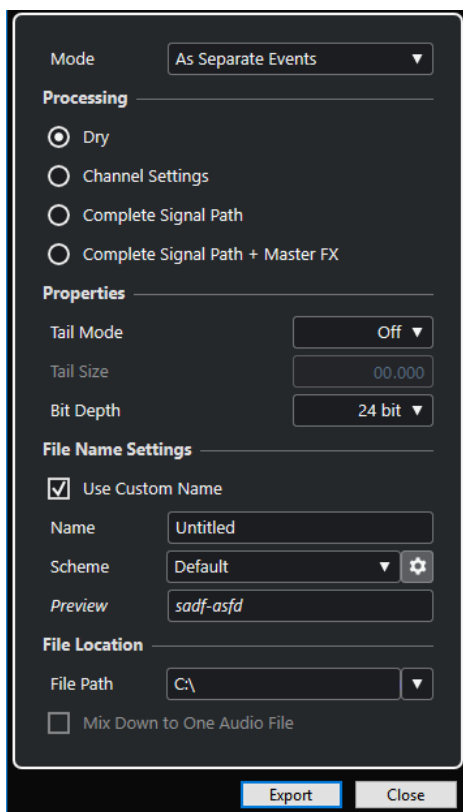 Mode As Separate Events
Processing
Dry
Channel Settings
Complete Signal Path
Complete Signal Path + Master FX
Properties
Tail Mode Off
Tail Size 00.000
Bit Depth 24 bit
File Name Settings
Use Custom Name
Name Untitled
Scheme Default
Preview sadf-asfd
File Location
File Path C:\
Mix Down to One Audio File
Export Close